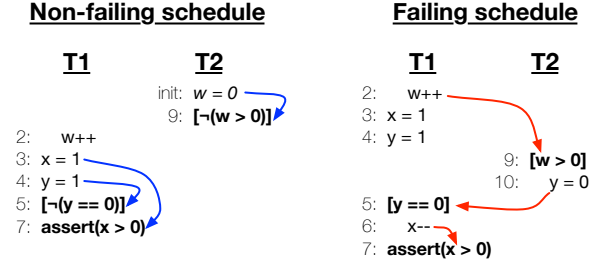 Non-failing schedule
T1 T2
init: w = 0
9: [¬(w > 0)]
2: w++
3: x = 1
4: y = 1
5: [¬(y == 0)]
7: assert(x > 0)
Failing schedule
T1 T2
2: w++
3: x = 1
4: y = 1
9: [w > 0]
10: y = 0
5: [y == 0]
6: x--
7: assert(x > 0)